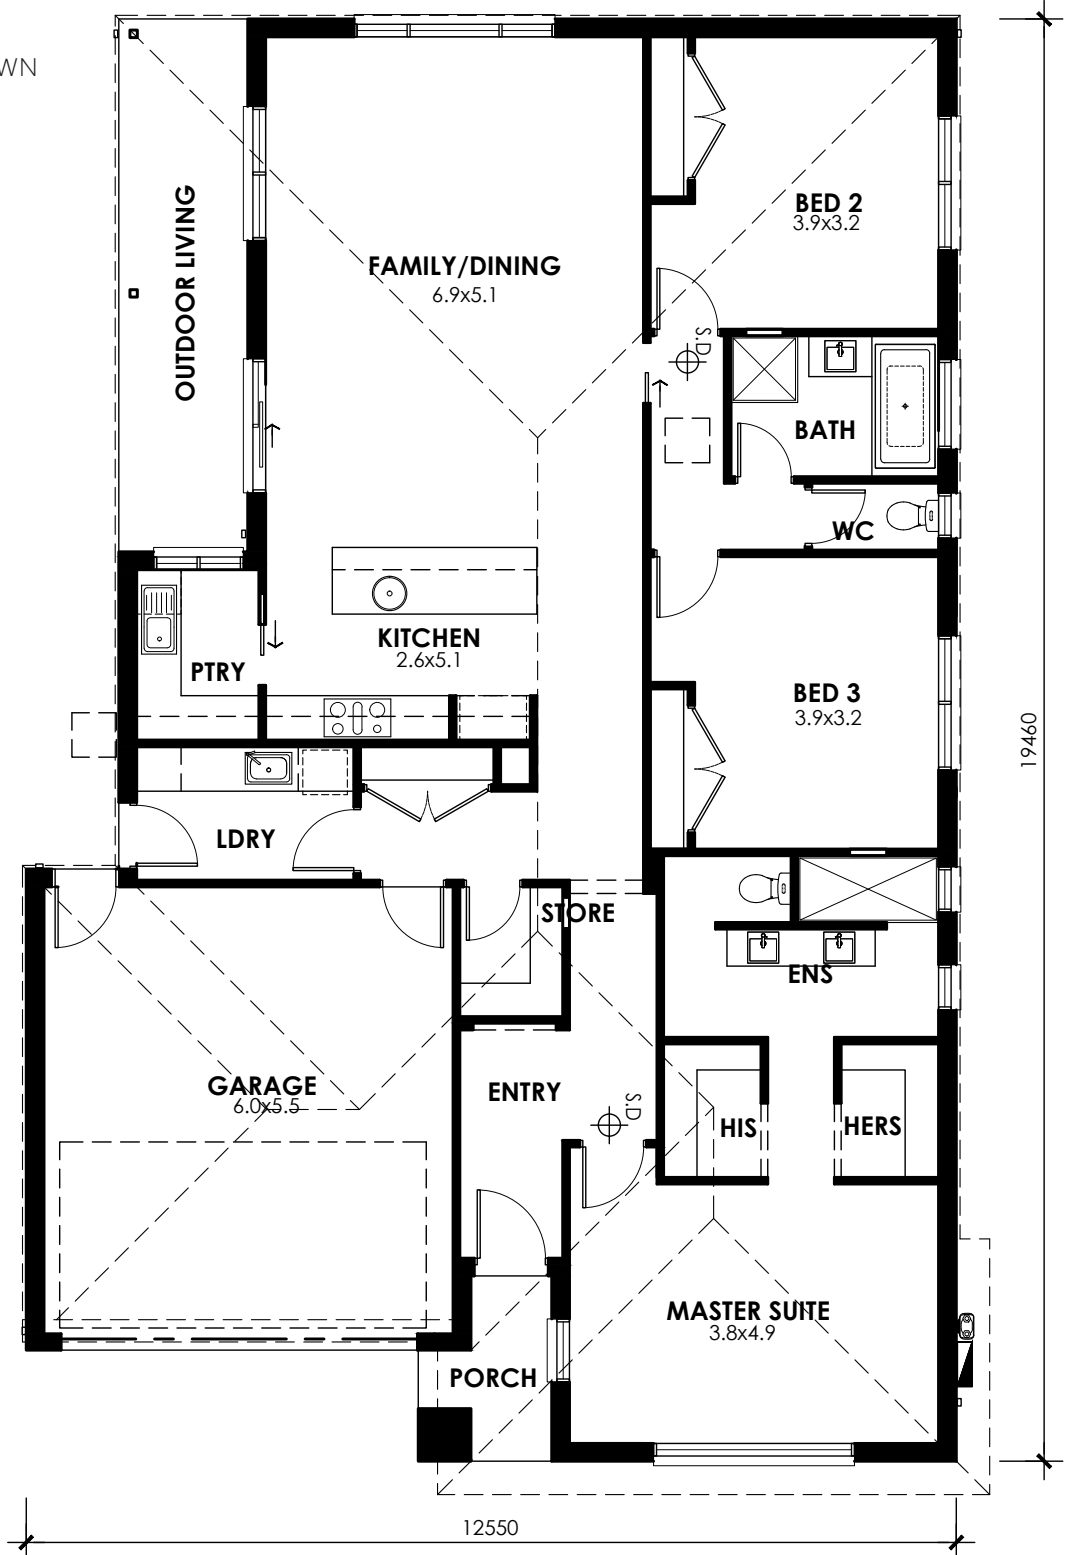 WN
OUTDOOR LIVING
FAMILY/DINING
6.9x5.1
BED 2
3.9x3.2
S.D
BATH
WC
KITCHEN
2.6x5.1
PTRY
BED 3
3.9x3.2
19460
LDRY
STORE
ENS
GARAGE
6.0x5.5
ENTRY
S.D
HIS
HERS
MASTER SUITE
3.8x4.9
PORCH
12550